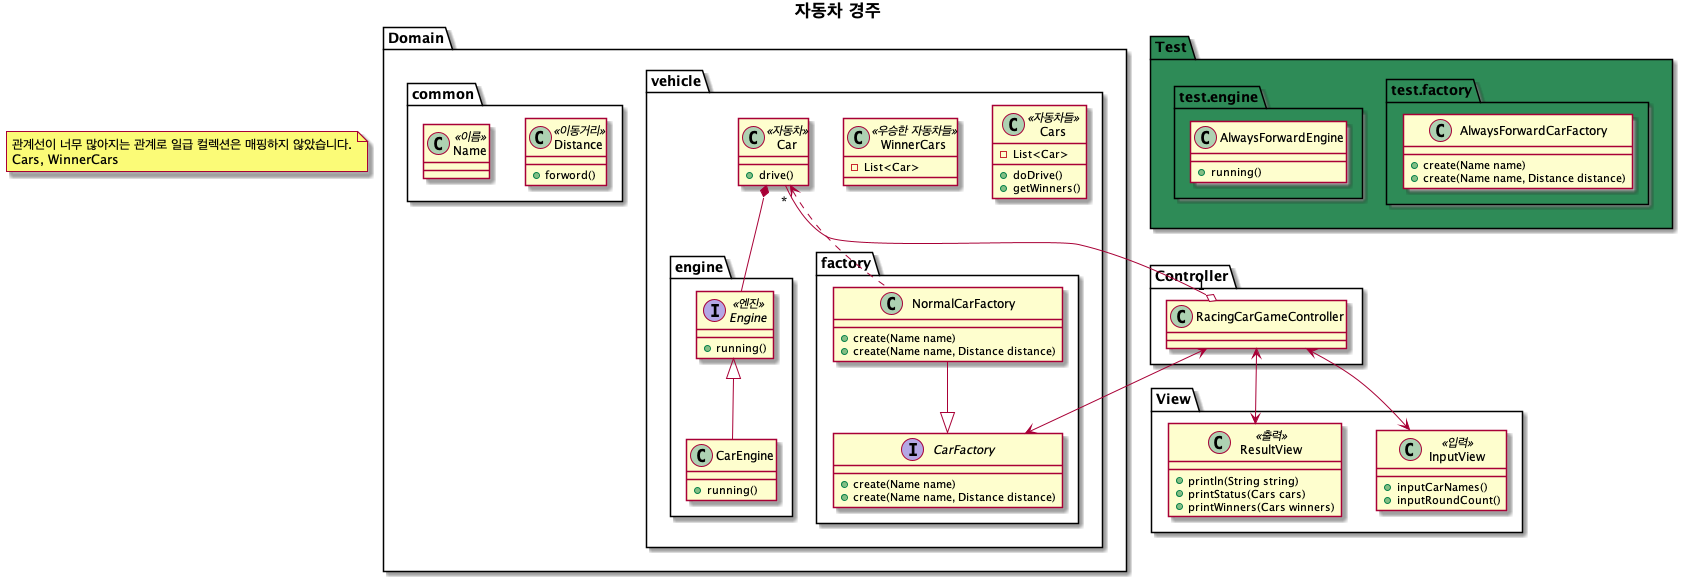 자동차 경주
관계선이 너무 많아지는 관계로 일급 컬렉션은 매핑하지 않았습니다.
Cars, WinnerCars
Domain
common
C «이름»
Name
C «이동거리»
Distance
forword()
vehicle
C «자동차»
Car
drive()
C «우승한 자동차들»
WinnerCars
List<Car>
C «자동차들»
Cars
List<Car>
doDrive()
getWinners()
*
engine
I «엔진»
Engine
running()
C CarEngine
running()
factory
C NormalCarFactory
create(Name name)
create(Name name, Distance distance)
I CarFactory
create(Name name)
create(Name name, Distance distance)
Test
test.engine
C AlwaysForwardEngine
running()
test.factory
C AlwaysForwardCarFactory
create(Name name)
create(Name name, Distance distance)
Controller
1
C RacingCarGameController
View
C «출력»
ResultView
println(String string)
printStatus(Cars cars)
printWinners(Cars winners)
C «입력»
InputView
inputCarNames()
inputRoundCount()